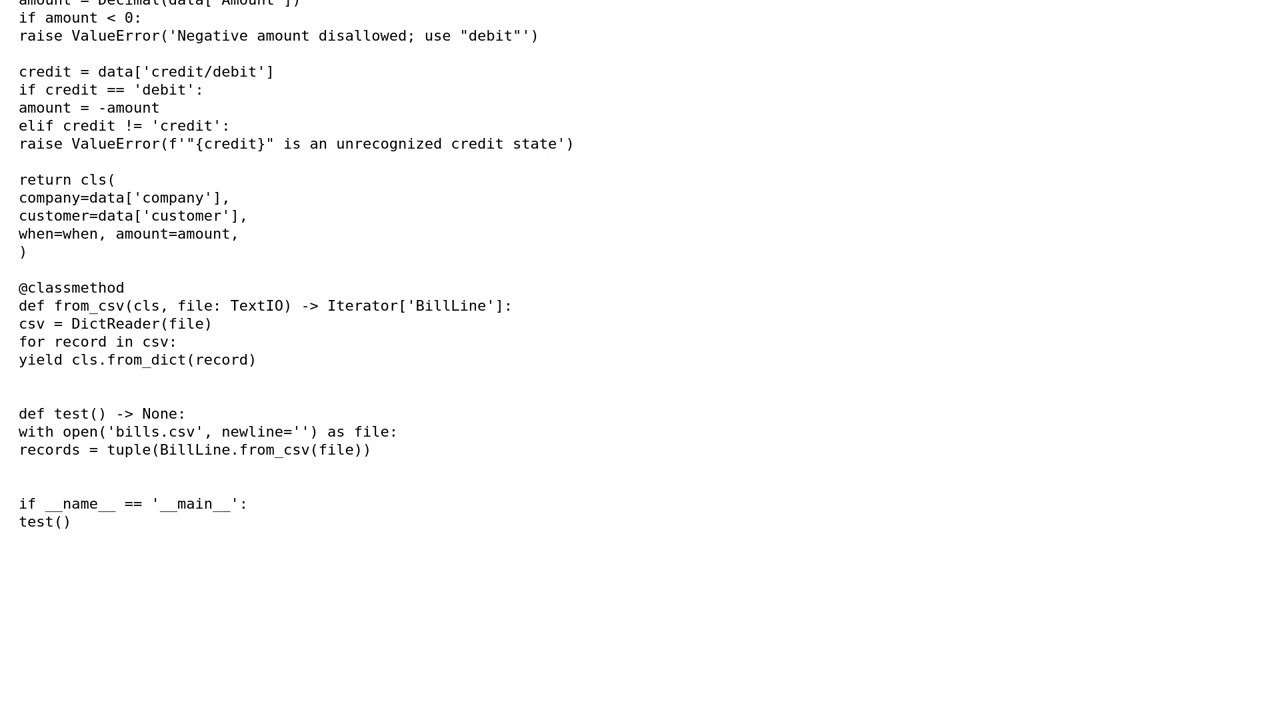 amount = Decimal(data['Amount'])
if amount < 0:
raise ValueError('Negative amount disallowed; use "debit"')

credit = data['credit/debit']
if credit == 'debit':
amount = -amount
elif credit != 'credit':
raise ValueError(f'"{credit}" is an unrecognized credit state')

return cls(
company=data['company'],
customer=data['customer'],
when=when, amount=amount,
)

@classmethod
def from_csv(cls, file: TextIO) -> Iterator['BillLine']:
csv = DictReader(file)
for record in csv:
yield cls.from_dict(record)


def test() -> None:
with open('bills.csv', newline='') as file:
records = tuple(BillLine.from_csv(file))


if __name__ == '__main__':
test()